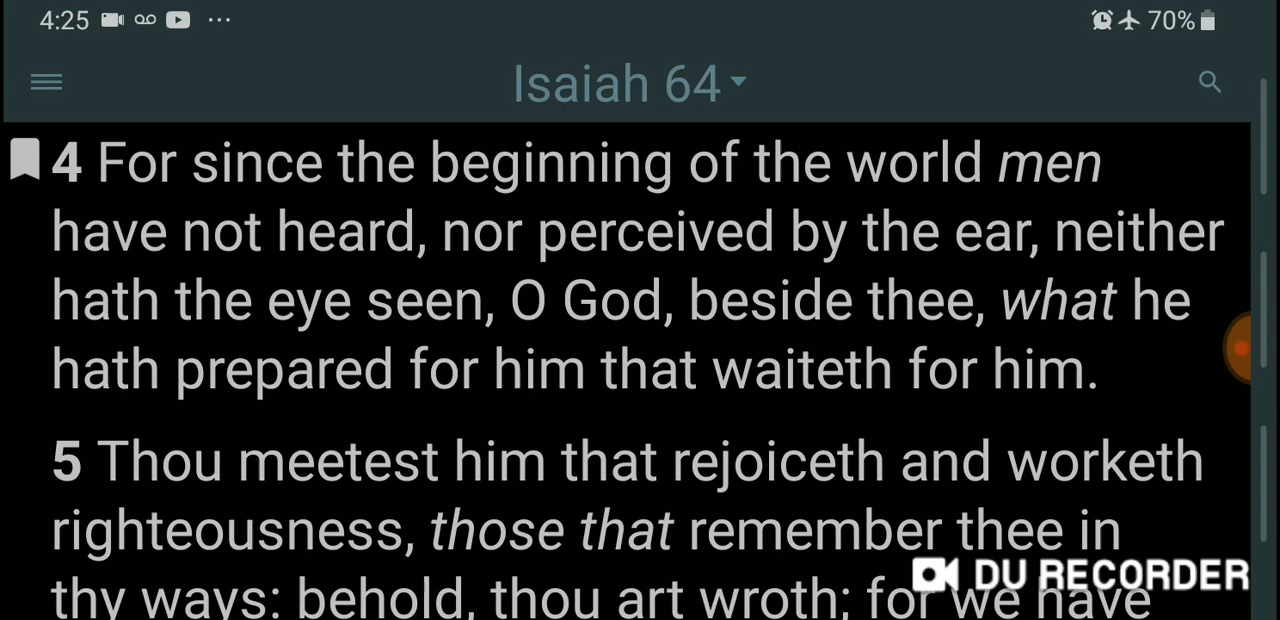 4:25 ...
70%
Isaiah 64
4 For since the beginning of the world men
have not heard, nor perceived by the ear, neither
hath the eye seen, O God, beside thee, what he
hath prepared for him that waiteth for him.
5 Thou meetest him that rejoiceth and worketh
righteousness, those that remember thee in
thy ways: behold, thou art wroth; for we have
DU RECORDER